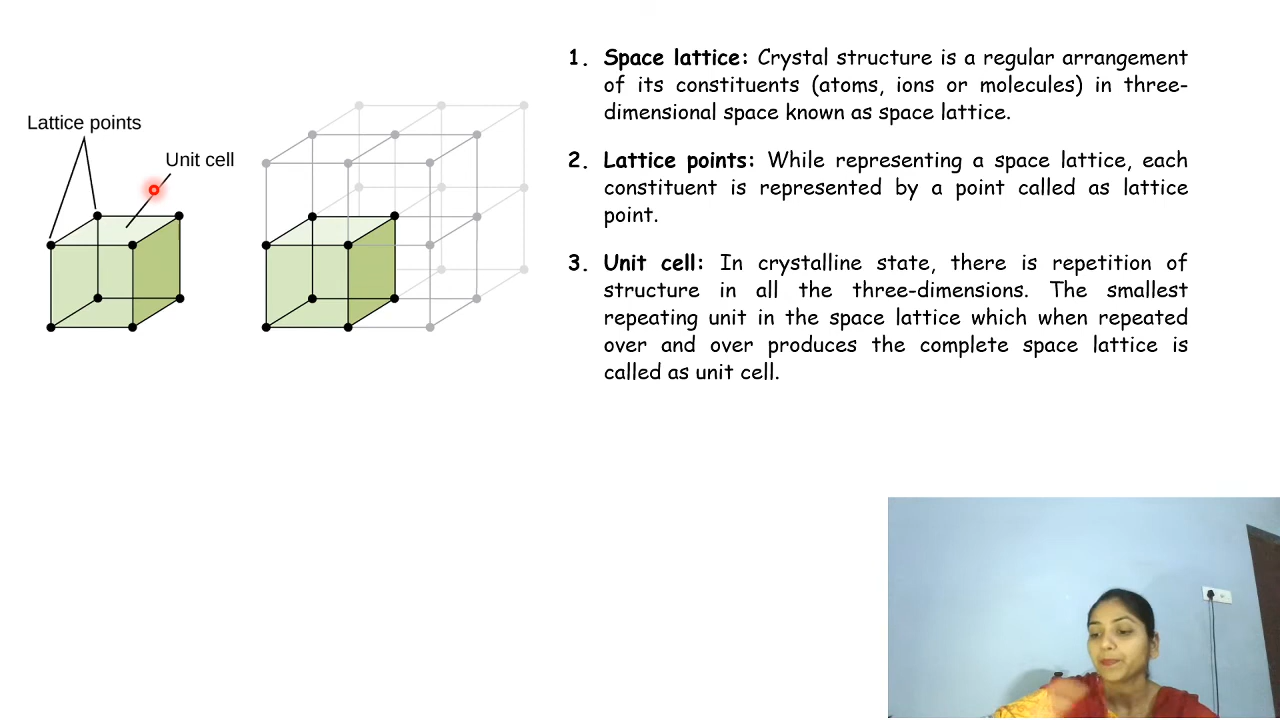 Lattice points
Unit cell
1. Space lattice: Crystal structure is a regular arrangement
of its constituents (atoms, ions or molecules) in three-
dimensional space known as space lattice.
2. Lattice points: While representing a space lattice, each
constituent is represented by a point called as lattice
point.
3. Unit cell: In crystalline state, there is repetition of
structure in all the three-dimensions. The smallest
repeating unit in the space lattice which when repeated
over and over produces the complete space lattice is
called as unit cell.